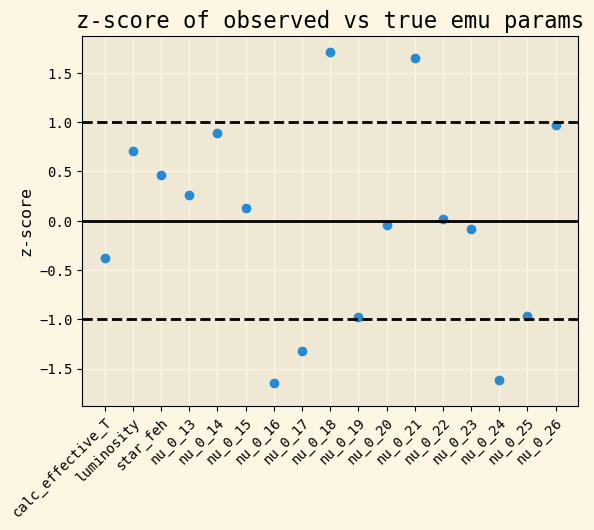 z-score of observed vs true emu params
z-score
1.5
1.0
0.5
0.0
−0.5
−1.0
−1.5
calc_effective_T
luminosity
star_feh
nu_0_13
nu_0_14
nu_0_15
nu_0_16
nu_0_17
nu_0_18
nu_0_19
nu_0_20
nu_0_21
nu_0_22
nu_0_23
nu_0_24
nu_0_25
nu_0_26